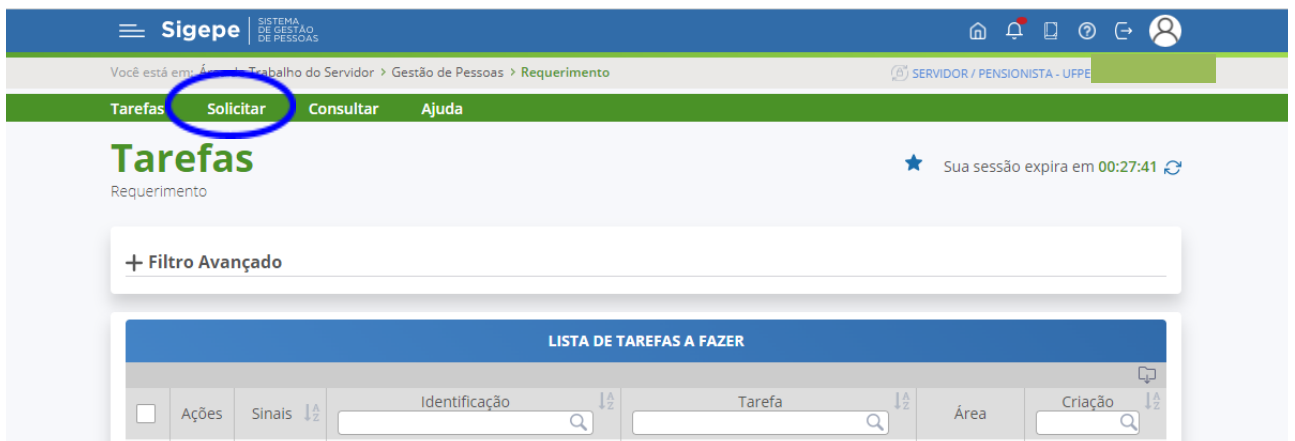 Sigepe SISTEMA DE GESTÃO DE PESSOAS
Você está em: Área de Trabalho do Servidor > Gestão de Pessoas > Requerimento SERVIDOR / PENSIONISTA - UFPE
Tarefas Solicitar Consultar Ajuda
Tarefas
Sua sessão expira em 00:27:41
Requerimento
Filtro Avançado
LISTA DE TAREFAS A FAZER
Ações Sinais Identificação Tarefa Área Criação